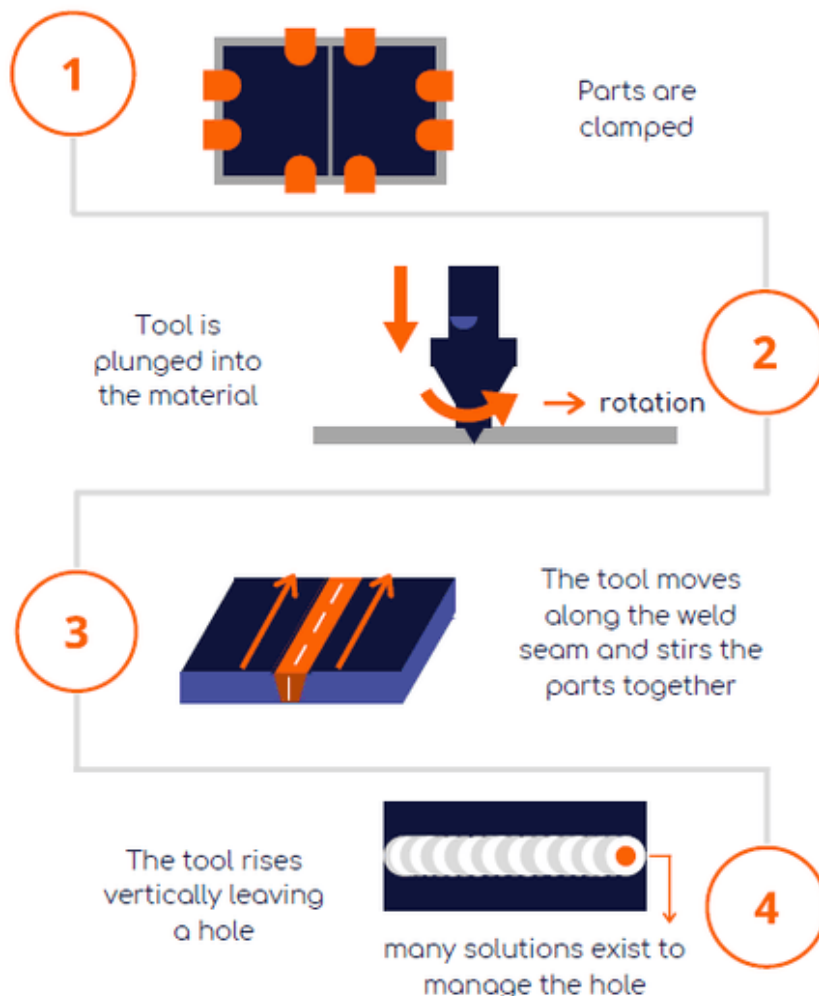 1
Parts are
clamped
Tool is
plunged into
the material
2
rotation
3
The tool moves
along the weld
seam and stirs the
parts together
The tool rises
vertically leaving
a hole
4
many solutions exist to
manage the hole